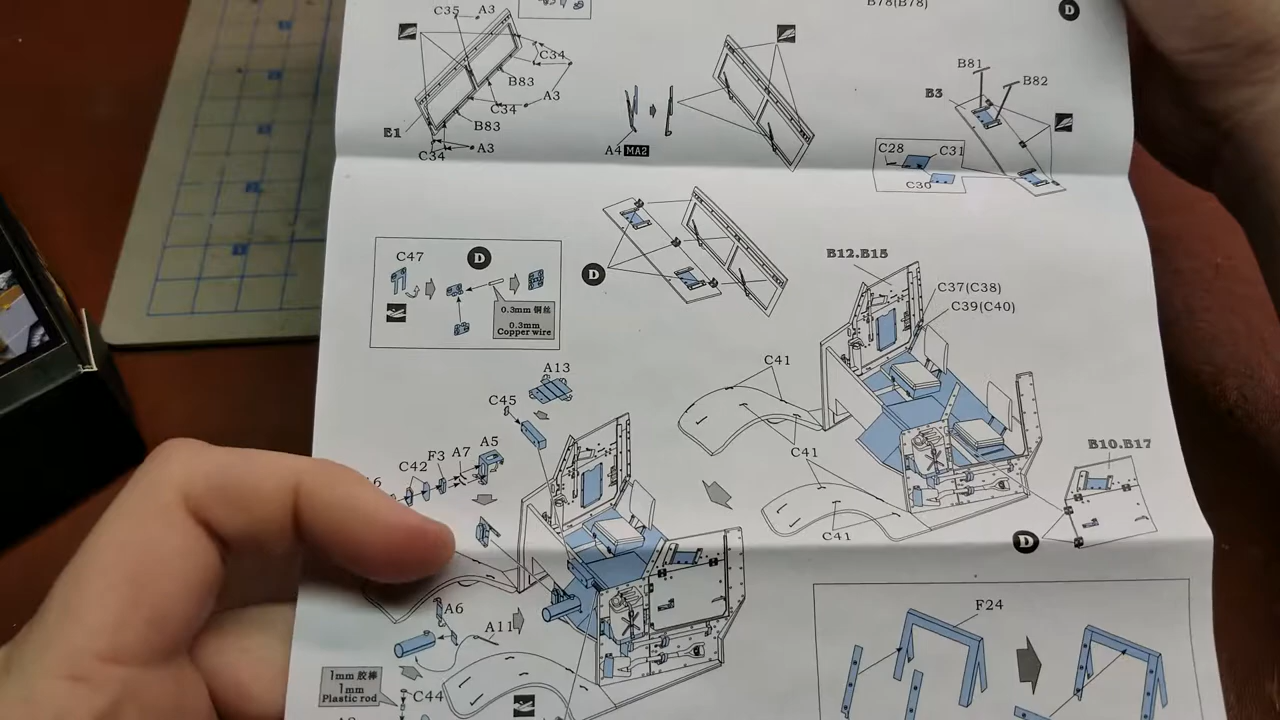 B78(B78)
D
C35
A3
C34
B83
A3
C34
B83
E1
C34
A3
A4 MA2
B81
B82
B3
C28
C31
C30
C47
D
0.3mm 铜丝
0.3mm
Copper wire
D
B12.B15
C37(C38)
C39(C40)
C41
C41
C41
B10.B17
D
A13
C45
A5
A7
F3
C42
A6
A11
1mm 胶棒
1mm
Plastic rod
C44
F24